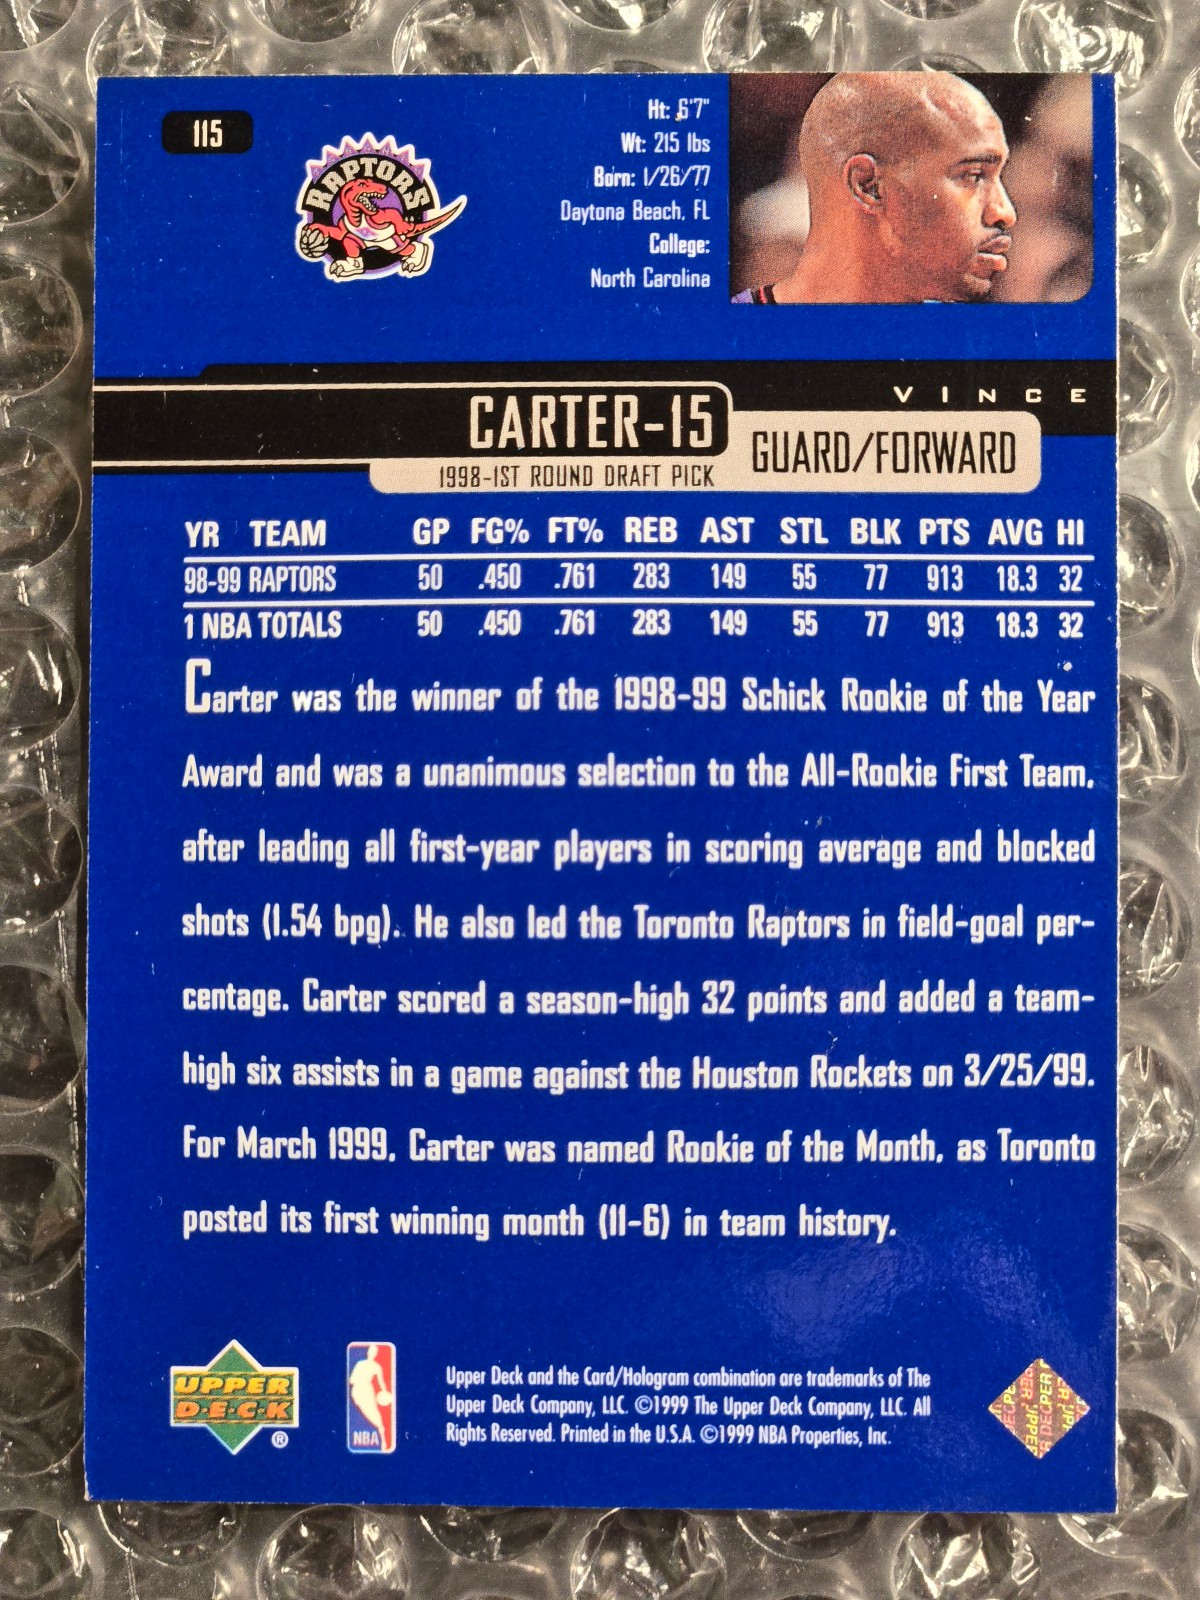 115
RAPTORS
Ht: 6'7"
Wt: 215 lbs
Born: 1/26/77
Daytona Beach, FL
College:
North Carolina
VINCE
CARTER-15
GUARD/FORWARD
1998-1ST ROUND DRAFT PICK
YR TEAM GP FG% FT% REB AST STL BLK PTS AVG HI
98-99 RAPTORS 50 .450 .761 283 149 55 77 913 18.3 32
1 NBA TOTALS 50 .450 .761 283 149 55 77 913 18.3 32
Carter was the winner of the 1998-99 Schick Rookie of the Year
Award and was a unanimous selection to the All-Rookie First Team,
after leading all first-year players in scoring average and blocked
shots (1.54 bpg). He also led the Toronto Raptors in field-goal per-
centage. Carter scored a season-high 32 points and added a team-
high six assists in a game against the Houston Rockets on 3/25/99.
For March 1999, Carter was named Rookie of the Month, as Toronto
posted its first winning month (11-6) in team history.
UPPER
D·E·C·K
®
NBA
Upper Deck and the Card/Hologram combination are trademarks of The
Upper Deck Company, LLC. ©1999 The Upper Deck Company, LLC. All
Rights Reserved. Printed in the U.S.A. ©1999 NBA Properties, Inc.